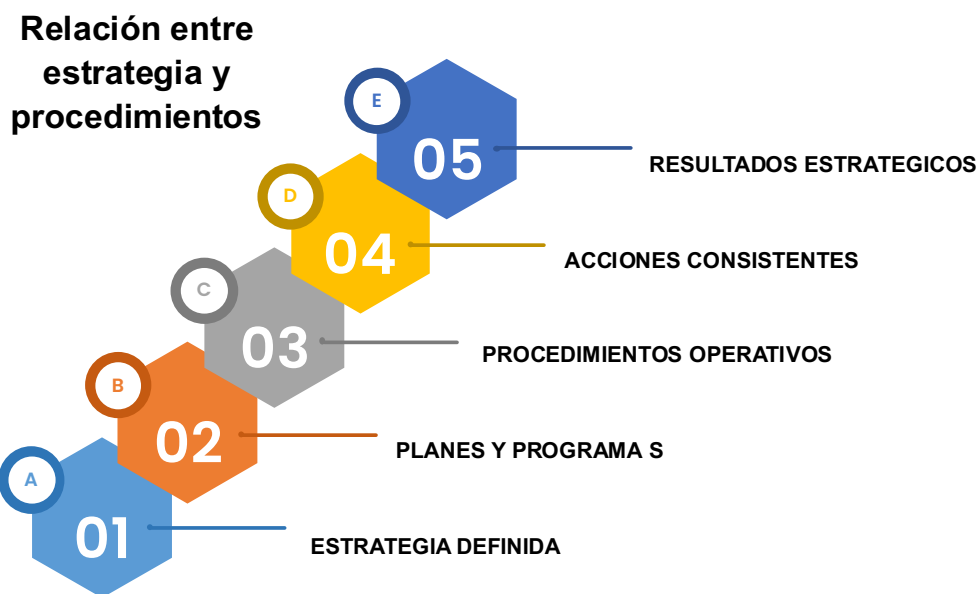 Relación entre
estrategia y
procedimientos
E
05
RESULTADOS ESTRATEGICOS
D
04
ACCIONES CONSISTENTES
C
03
PROCEDIMIENTOS OPERATIVOS
B
02
PLANES Y PROGRAMA S
A
01
ESTRATEGIA DEFINIDA